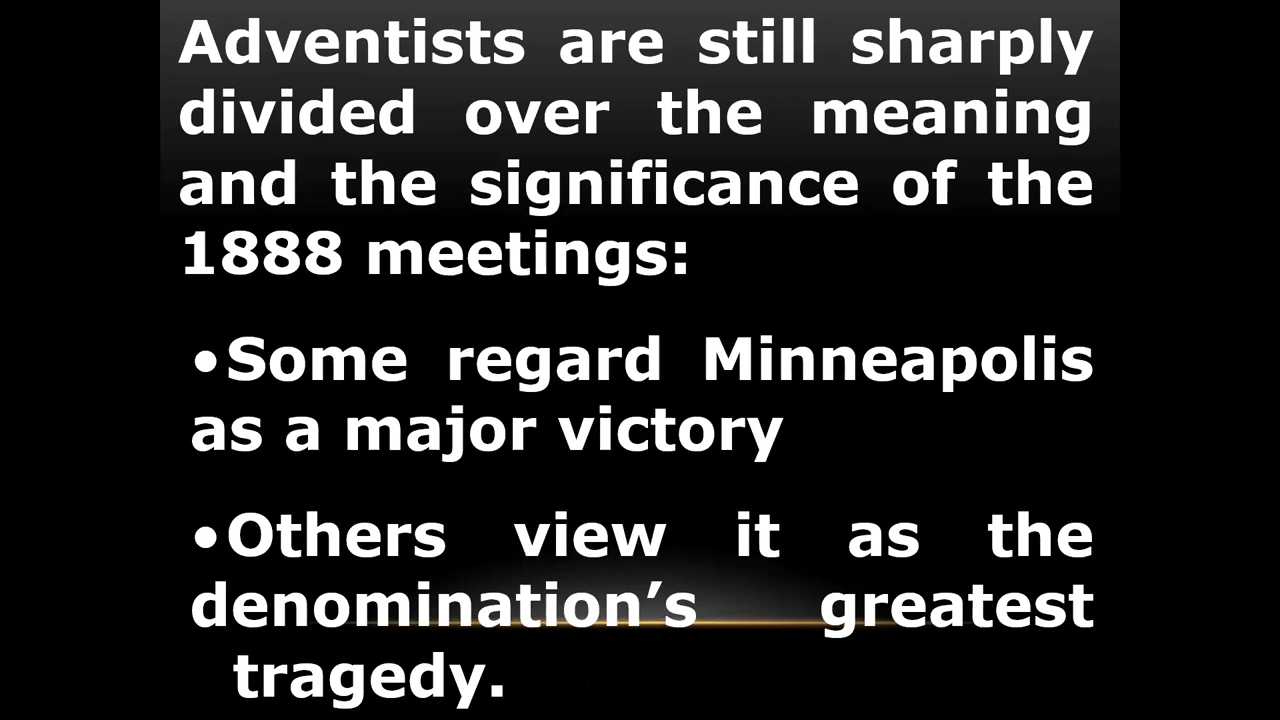 Adventists are still sharply
divided over the meaning
and the significance of the
1888 meetings:
•Some regard Minneapolis
as a major victory
•Others view it as the
denomination’s greatest
tragedy.